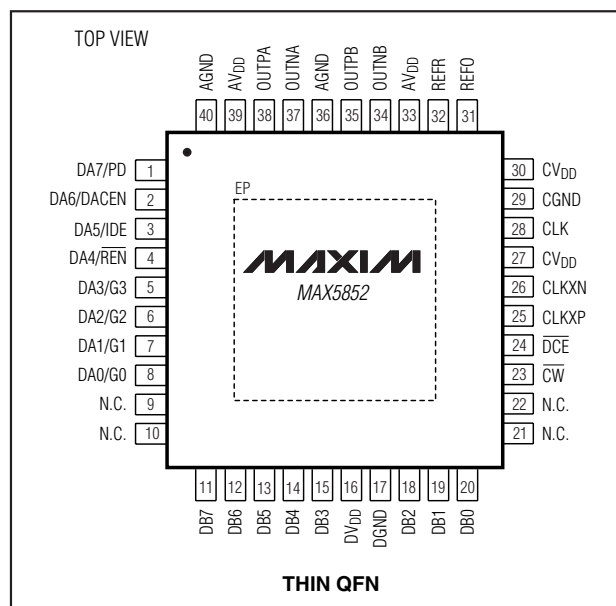 TOP VIEW
AGND
AVDD
OUTPA
OUTNA
AGND
OUTPB
OUTNB
AVDD
REFR
REFO
40 39 38 37 36 35 34 33 32 31
DA7/PD 1
DA6/DACEN 2
DA5/IDE 3
DA4/REN 4
DA3/G3 5
DA2/G2 6
DA1/G1 7
DA0/G0 8
N.C. 9
N.C. 10
EP
MAXIM
MAX5852
30 CVDD
29 CGND
28 CLK
27 CVDD
26 CLKXN
25 CLKXP
24 DCE
23 CW
22 N.C.
21 N.C.
11 12 13 14 15 16 17 18 19 20
DB7
DB6
DB5
DB4
DB3
DVDD
DGND
DB2
DB1
DB0
THIN QFN